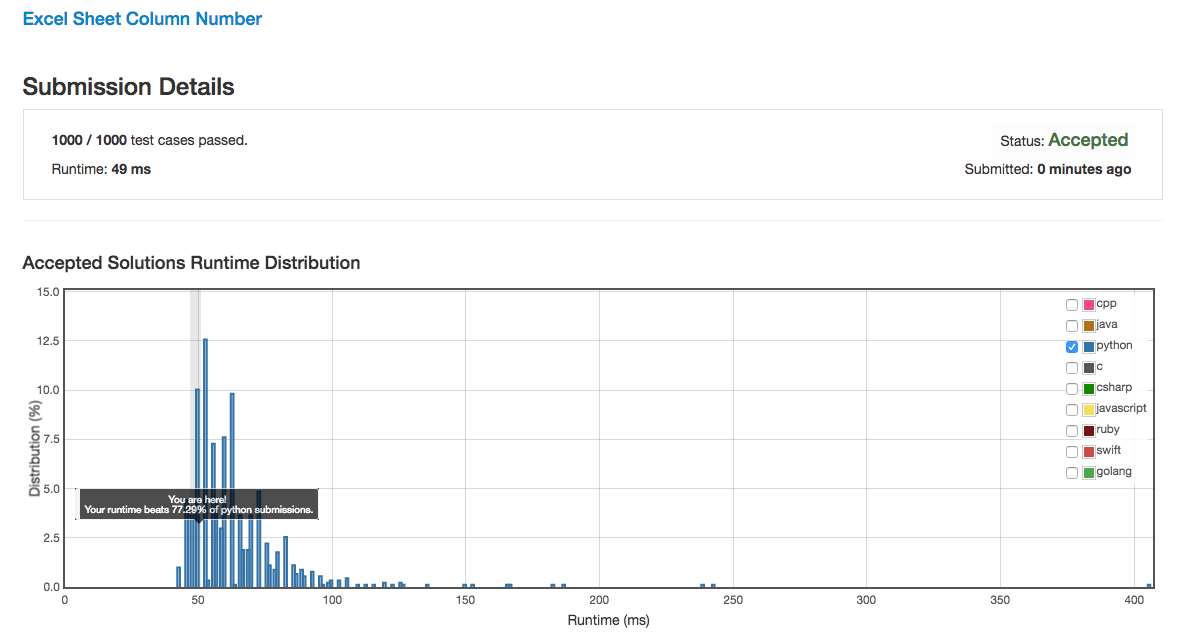 Excel Sheet Column Number
Submission Details
1000 / 1000 test cases passed.
Status: Accepted
Runtime: 49 ms
Submitted: 0 minutes ago
Accepted Solutions Runtime Distribution
15.0
12.5
10.0
7.5
5.0
2.5
0.0
Distribution (%)
You are here!
Your runtime beats 77.29% of python submissions.
cpp
java
python
c
csharp
javascript
ruby
swift
golang
0 50 100 150 200 250 300 350 400
Runtime (ms)